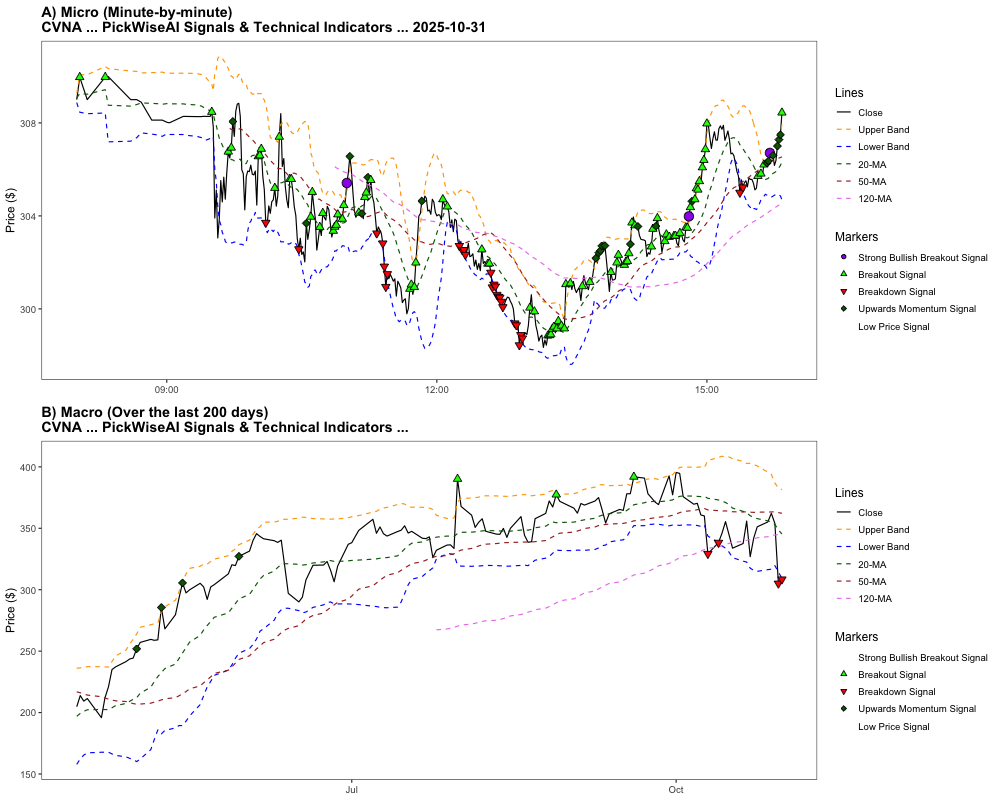 A) Micro (Minute-by-minute)
CVNA ... PickWiseAI Signals & Technical Indicators ... 2025-10-31
Price ($)
308
304
300
09:00
12:00
15:00
Lines
Close
Upper Band
Lower Band
20-MA
50-MA
120-MA
Markers
Strong Bullish Breakout Signal
Breakout Signal
Breakdown Signal
Upwards Momentum Signal
Low Price Signal
B) Macro (Over the last 200 days)
CVNA ... PickWiseAI Signals & Technical Indicators ...
Price ($)
400
350
300
250
200
150
Jul
Oct
Lines
Close
Upper Band
Lower Band
20-MA
50-MA
120-MA
Markers
Strong Bullish Breakout Signal
Breakout Signal
Breakdown Signal
Upwards Momentum Signal
Low Price Signal